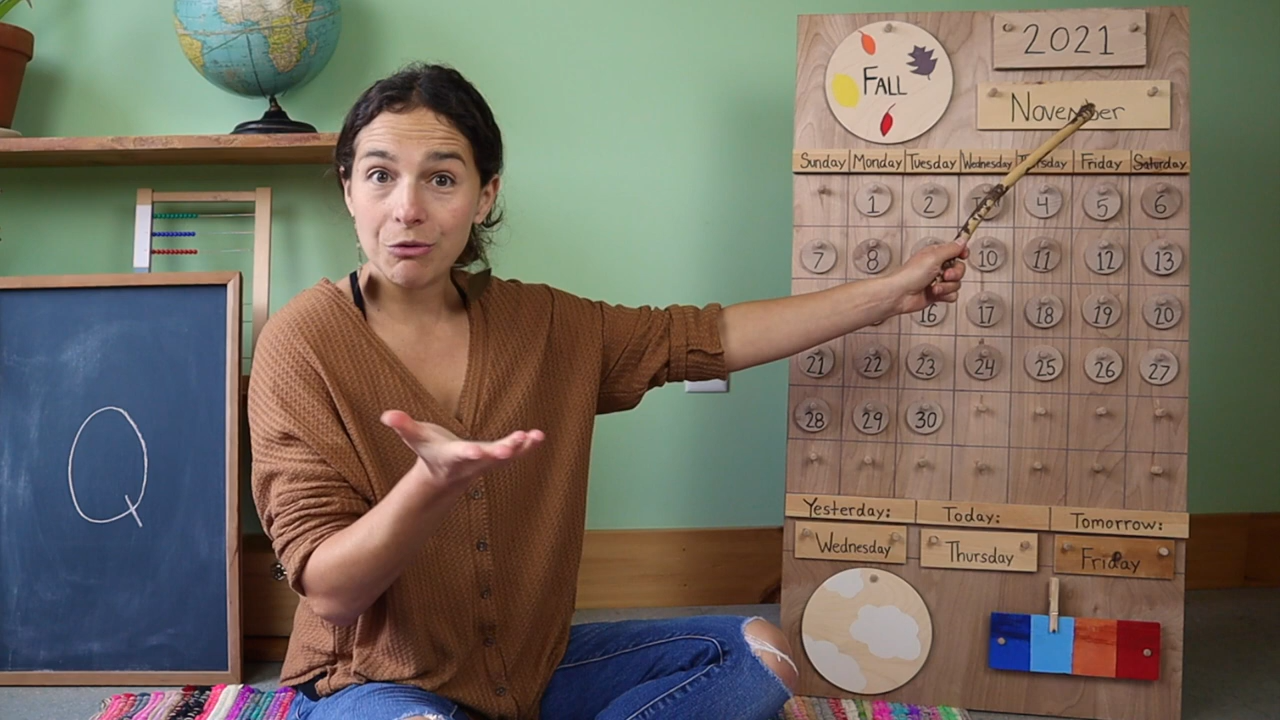 Q
FALL
2021
November
Sunday Monday Tuesday Wednesday Thursday Friday Saturday
1 2 4 5 6
7 8 10 11 12 13
16 17 18 19 20
21 22 23 24 25 26 27
28 29 30
Yesterday: Today: Tomorrow:
Wednesday Thursday Friday